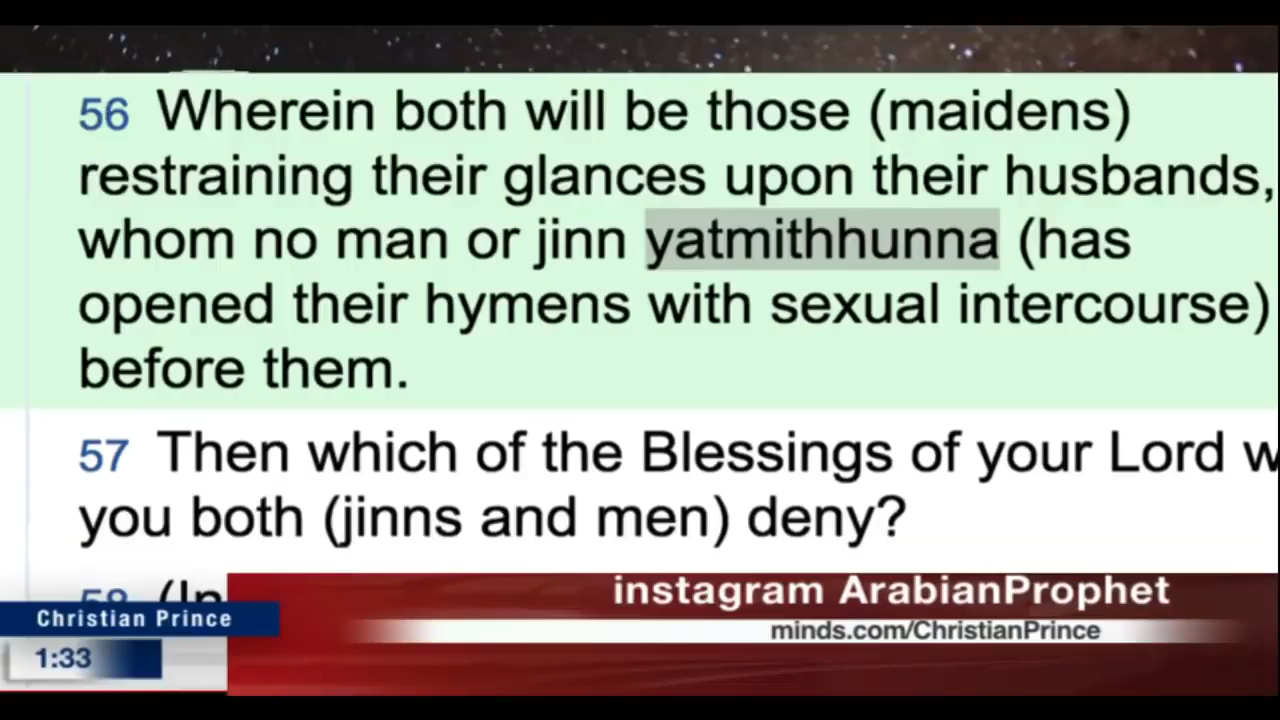 56 Wherein both will be those (maidens)
restraining their glances upon their husbands,
whom no man or jinn yatmithhunna (has
opened their hymens with sexual intercourse)
before them.
57 Then which of the Blessings of your Lord w
you both (jinns and men) deny?
58 (In
instagram ArabianProphet
Christian Prince
minds.com/ChristianPrince
1:33